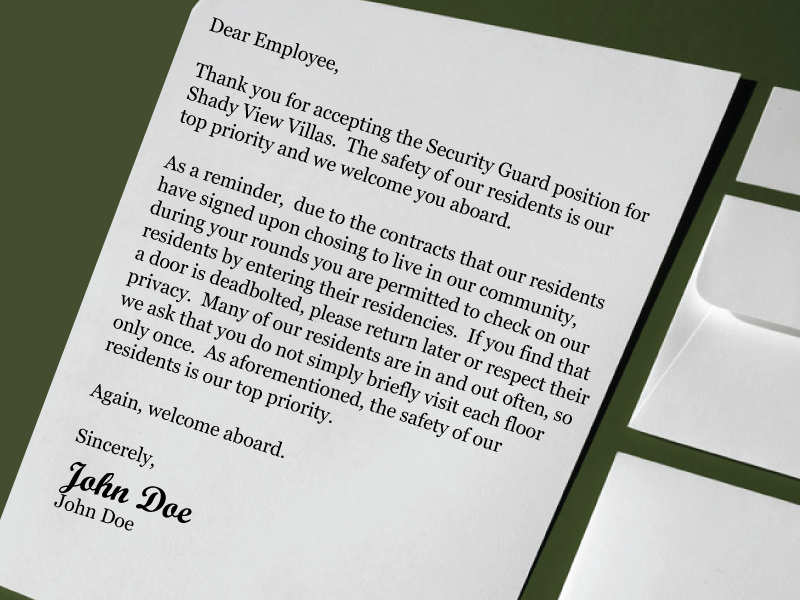 Dear Employee,
Thank you for accepting the Security Guard position for
Shady View Villas. The safety of our residents is our
top priority and we welcome you aboard.
As a reminder, due to the contracts that our residents
have signed upon chosing to live in our community,
during your rounds you are permitted to check on our
residents by entering their residencies. If you find that
a door is deadbolted, please return later or respect their
privacy. Many of our residents are in and out often, so
we ask that you do not simply briefly visit each floor
only once. As aforementioned, the safety of our
residents is our top priority.
Again, welcome aboard.
Sincerely,
John Doe
John Doe